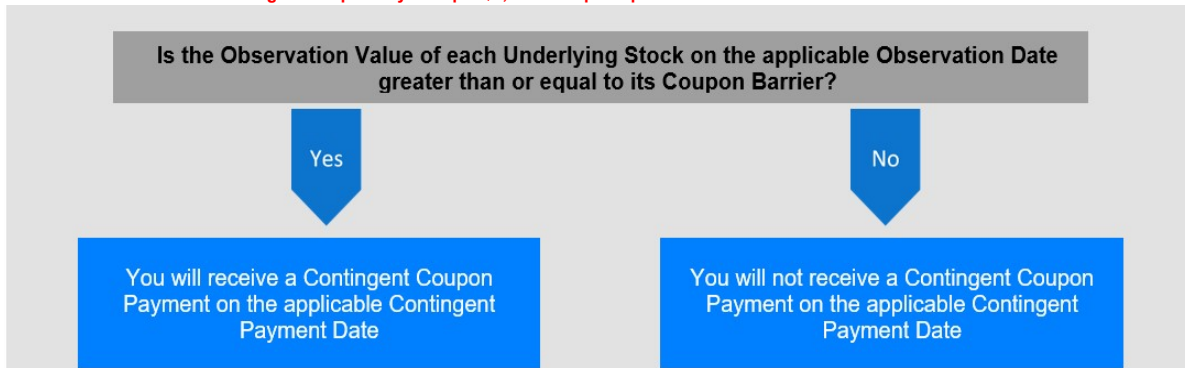 Is the Observation Value of each Underlying Stock on the applicable Observation Date
greater than or equal to its Coupon Barrier?
Yes
No
You will receive a Contingent Coupon
Payment on the applicable Contingent
Payment Date
You will not receive a Contingent Coupon
Payment on the applicable Contingent
Payment Date